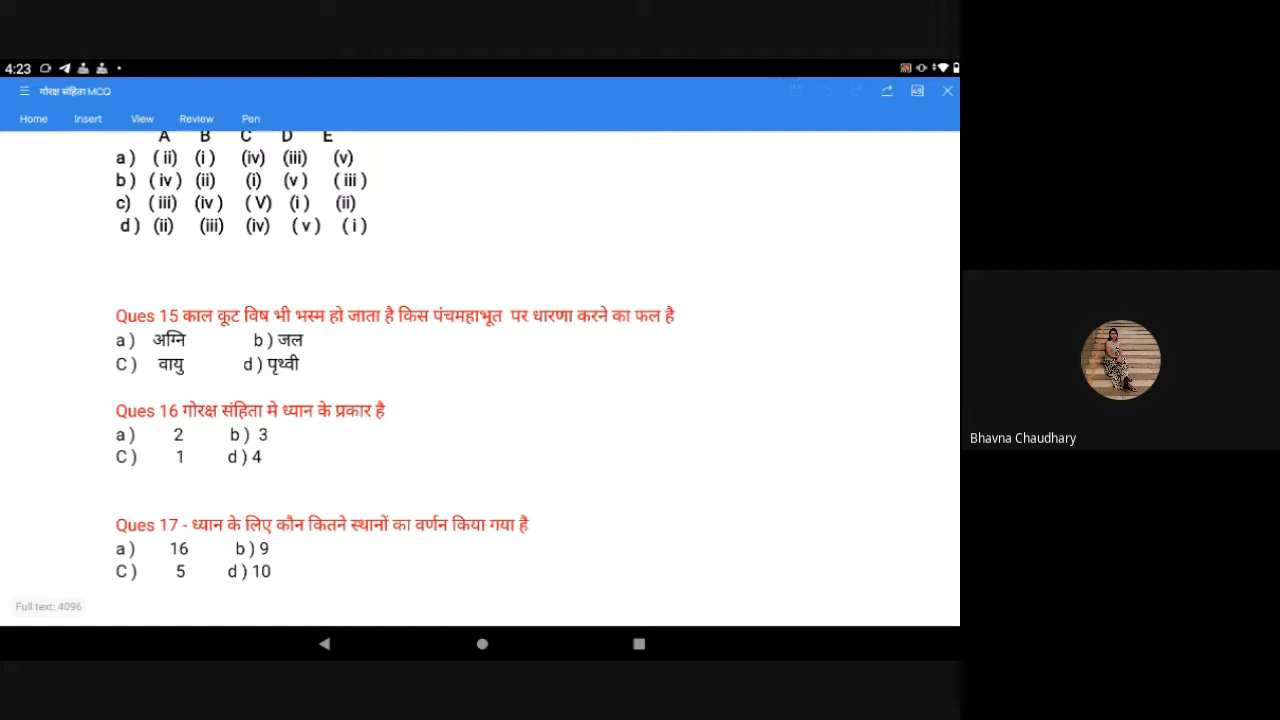 4:23
गोरक्ष संहिता MCQ
Home Insert View Review Pen
A B C D E
a ) ( ii) (i ) (iv) (iii) (v)
b ) ( iv ) (ii) (i) (v ) ( iii )
c) ( iii) (iv ) ( V) (i ) (ii)
d ) (ii) (iii) (iv) ( v ) ( i )
Ques 15 काल कूट विष भी भस्म हो जाता है किस पंचमहाभूत पर धारणा करने का फल है
a ) अग्नि b ) जल
C ) वायु d ) पृथ्वी
Ques 16 गोरक्ष संहिता मे ध्यान के प्रकार है
a ) 2 b ) 3
C ) 1 d ) 4
Ques 17 - ध्यान के लिए कौन कितने स्थानों का वर्णन किया गया है
a ) 16 b ) 9
C ) 5 d ) 10
Full text: 4096
Bhavna Chaudhary